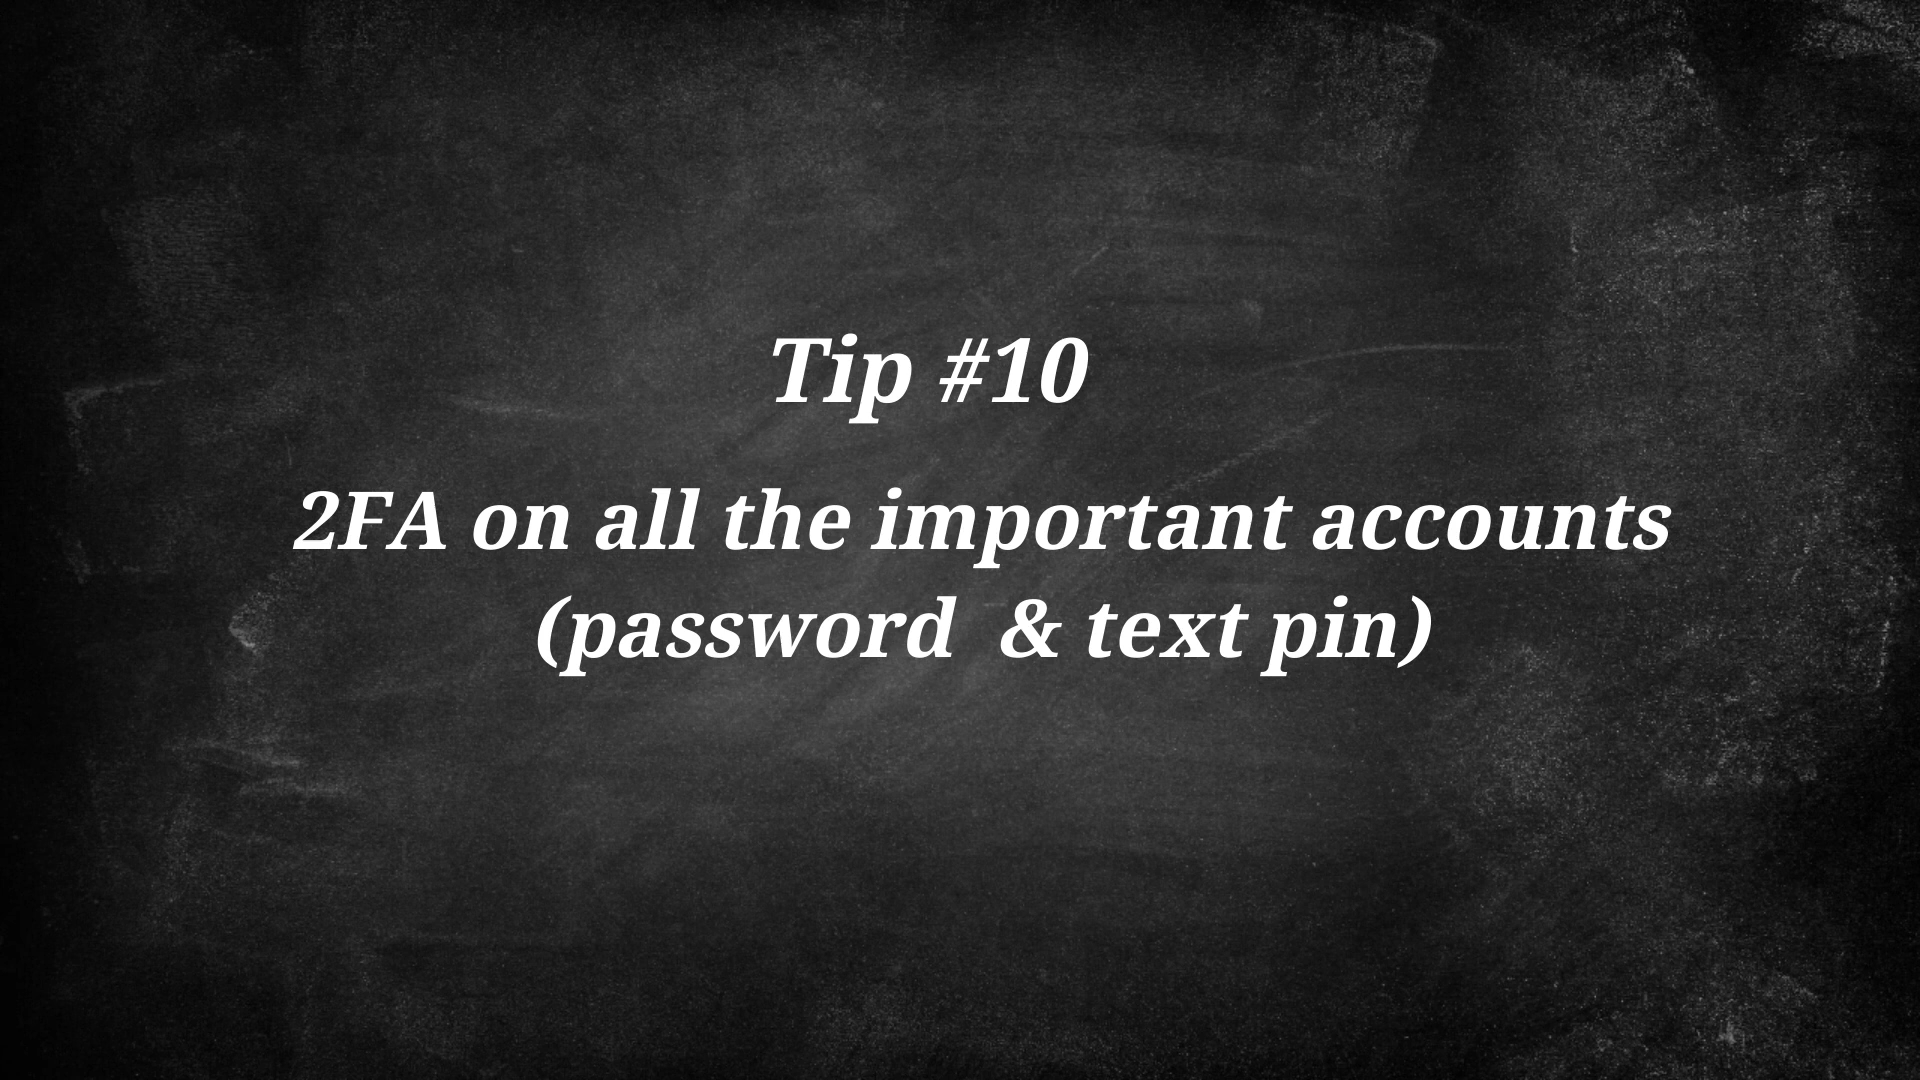 Tip #10
2FA on all the important accounts
(password  & text pin)